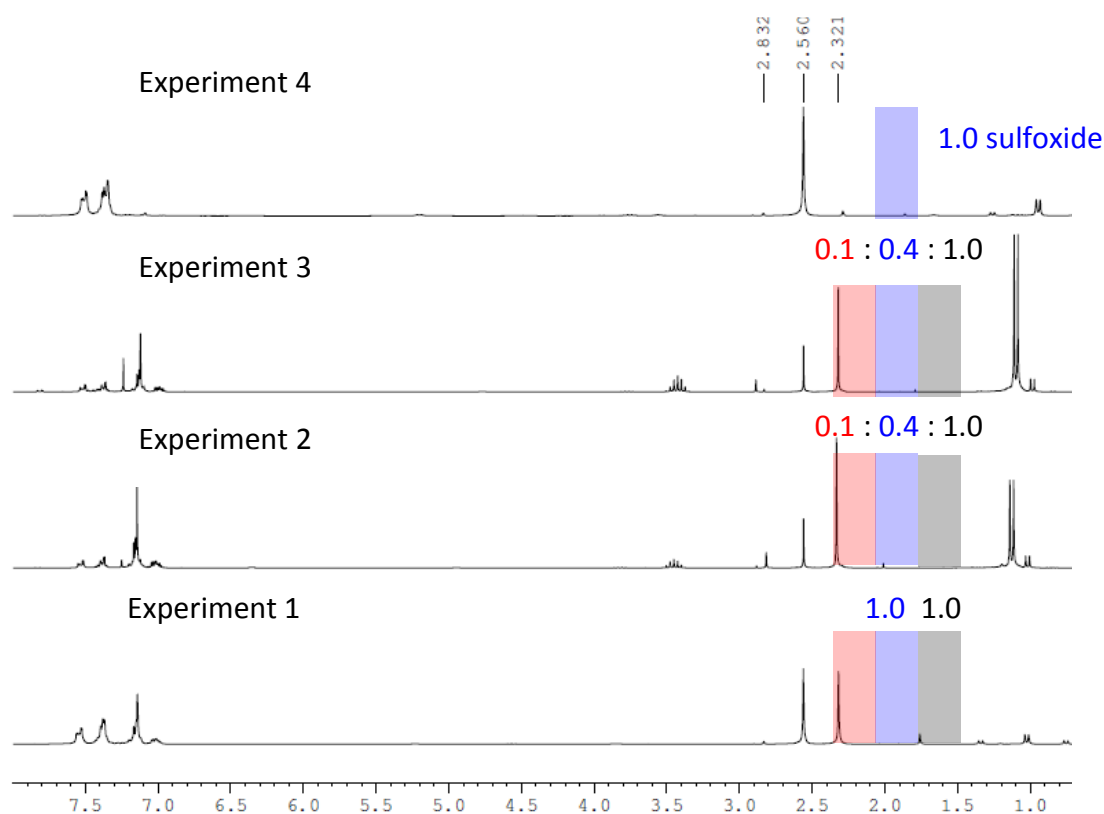 2.832
2.560
2.321
Experiment 4
1.0 sulfoxide
Experiment 3
0.1 : 0.4 : 1.0
Experiment 2
0.1 : 0.4 : 1.0
Experiment 1
1.0 1.0
7.5 7.0 6.5 6.0 5.5 5.0 4.5 4.0 3.5 3.0 2.5 2.0 1.5 1.0